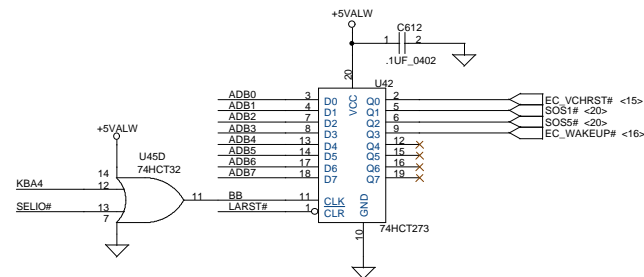 +5VALW
C612
1 2
.1UF_0402
20
U42
VCC
ADB0 3 D0 Q0 2 EC_VCHRST# <15>
ADB1 4 D1 Q1 5 SOS1# <20>
ADB2 7 D2 Q2 6 SOS5# <20>
ADB3 8 D3 Q3 9 EC_WAKEUP# <16>
ADB4 13 D4 Q4 12
ADB5 14 D5 Q5 15
ADB6 17 D6 Q6 16
ADB7 18 D7 Q7 19
+5VALW
U45D
74HCT32
14
KBA4 12
11 BB 11 CLK
SELIO# 13
LARST# 1 CLR
7
GND
74HCT273
10